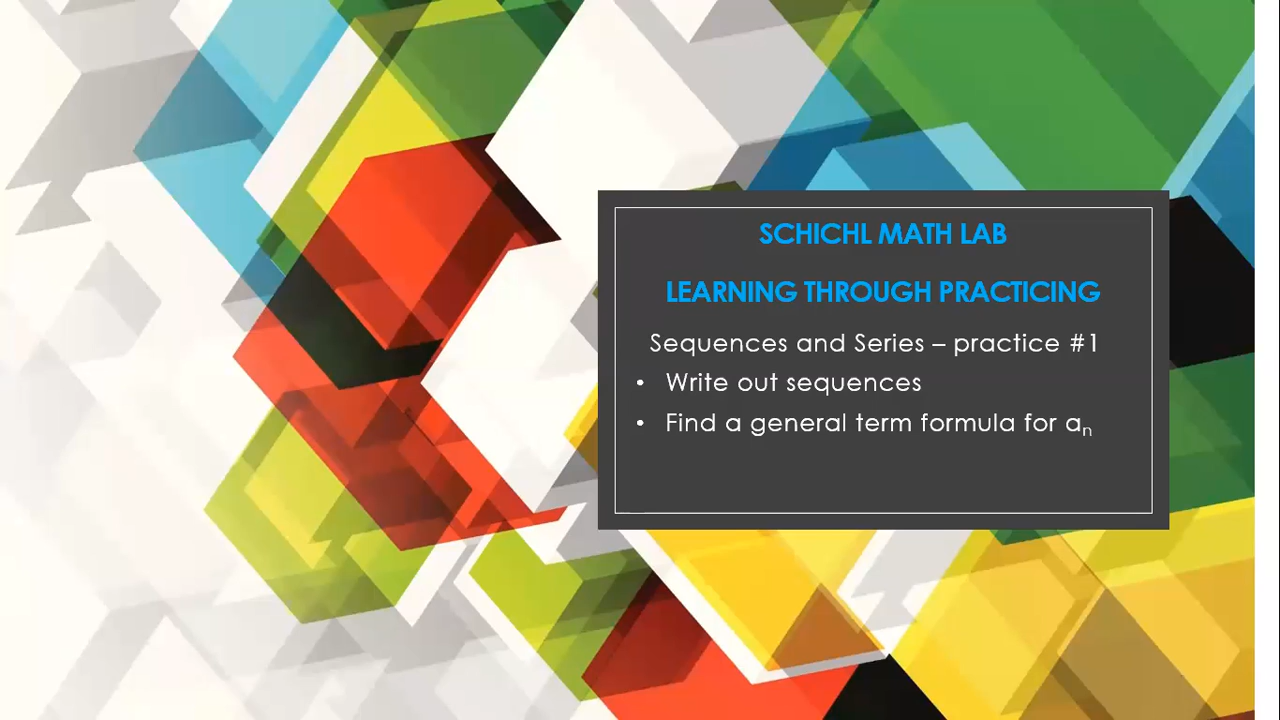 SCHICHL MATH LAB
LEARNING THROUGH PRACTICING
Sequences and Series – practice #1
• Write out sequences
• Find a general term formula for aₙ